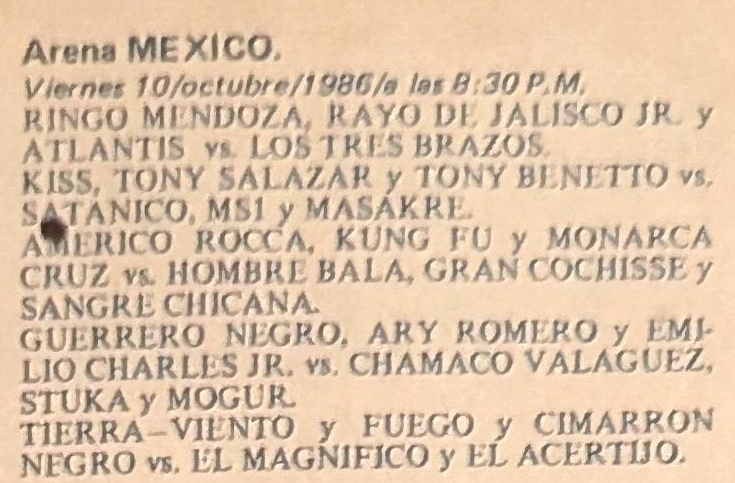 Arena MEXICO.
Viernes 10/octubre/1986/a las 8:30 P.M.
RINGO MENDOZA, RAYO DE JALISCO JR. y
ATLANTIS vs. LOS TRES BRAZOS.
KISS, TONY SALAZAR y TONY BENETTO vs.
SATANICO, MS1 y MASAKRE.
AMERICO ROCCA, KUNG FU y MONARCA
CRUZ vs. HOMBRE BALA, GRAN COCHISSE y
SANGRE CHICANA.
GUERRERO NEGRO, ARY ROMERO y EMI-
LIO CHARLES JR. vs. CHAMACO VALAGUEZ,
STUKA y MOGUR.
TIERRA-VIENTO y FUEGO y CIMARRON
NEGRO vs. EL MAGNIFICO y EL ACERTIJO.